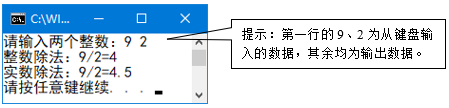 C:\WI...
请输入两个整数：9 2
整数除法：9/2=4
实数除法：9/2=4.5
请按任意键继续. . .
提示：第一行的9、2为从键盘输
入的数据，其余均为输出数据。